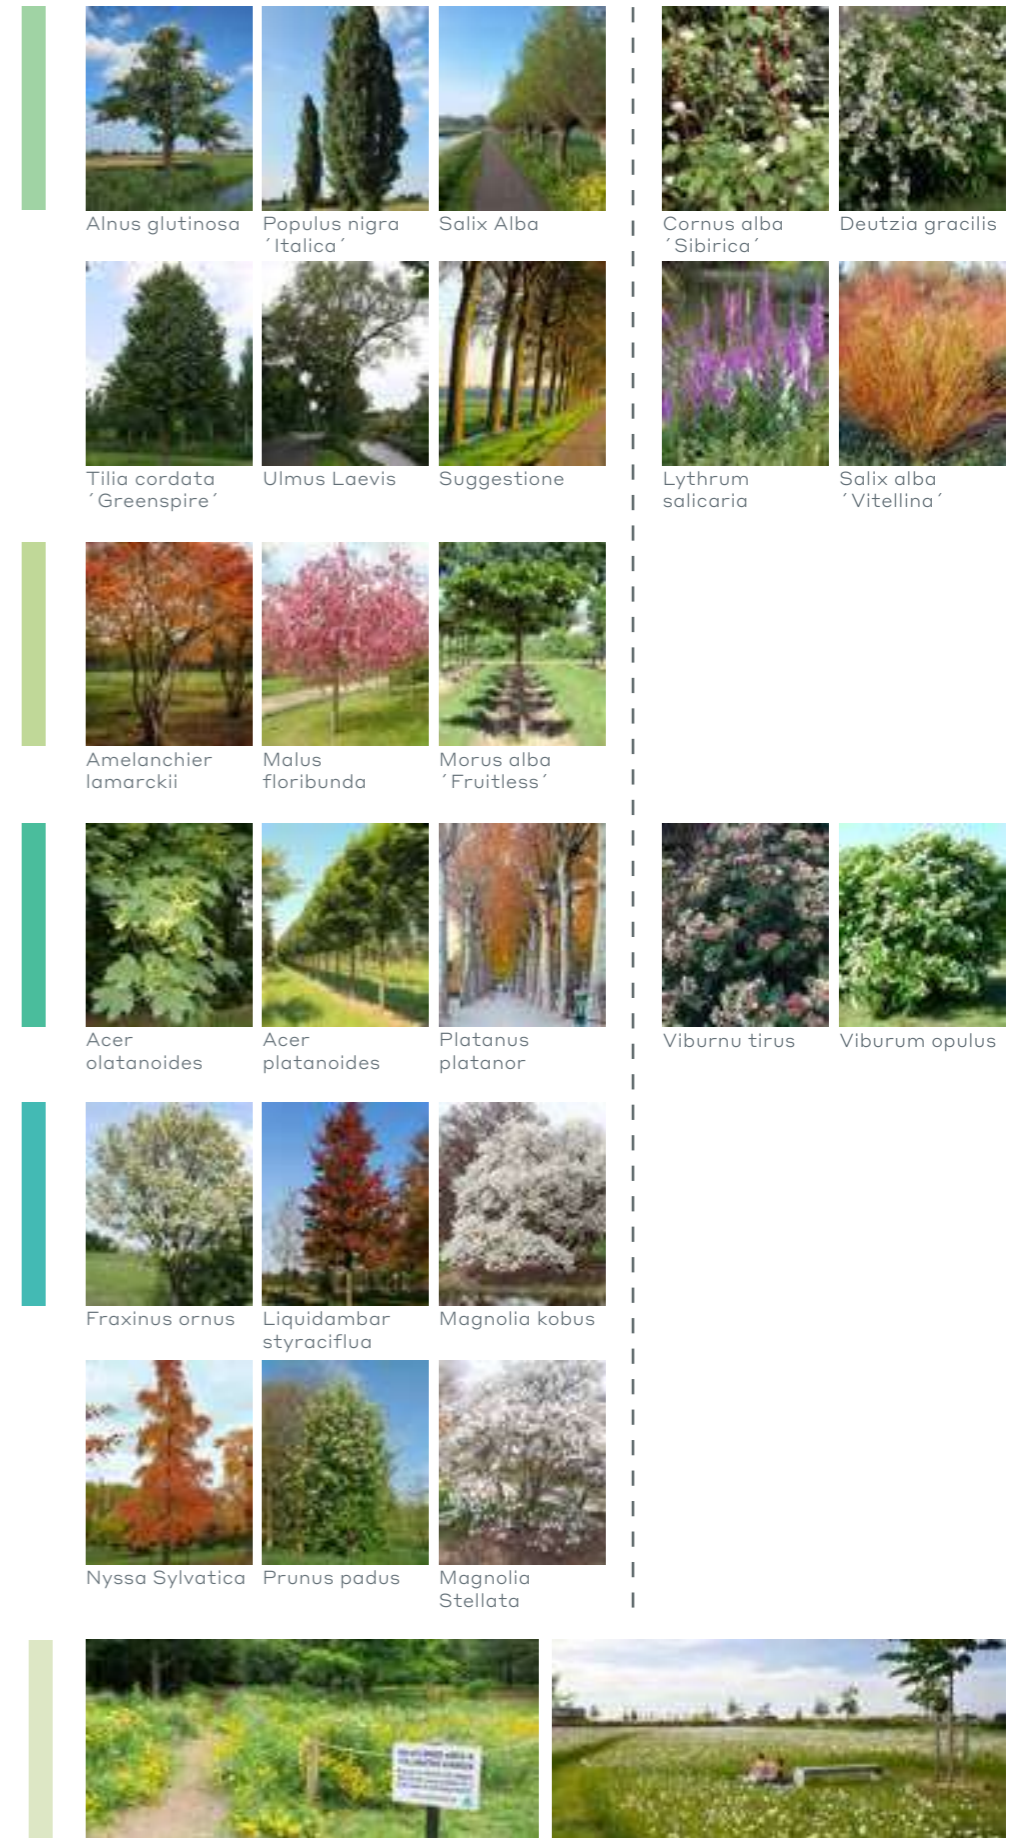 Alnus glutinosa
Populus nigra
´Italica´
Salix Alba
Cornus alba
´Sibirica´
Deutzia gracilis
Tilia cordata
´Greenspire´
Ulmus Laevis
Suggestione
Lythrum
salicaria
Salix alba
´Vitellina´
Amelanchier
lamarckii
Malus
floribunda
Morus alba
´Fruitless´
Acer
olatanoides
Acer
platanoides
Platanus
platanor
Viburnu tirus
Viburum opulus
Fraxinus ornus
Liquidambar
styraciflua
Magnolia kobus
Nyssa Sylvatica
Prunus padus
Magnolia
Stellata